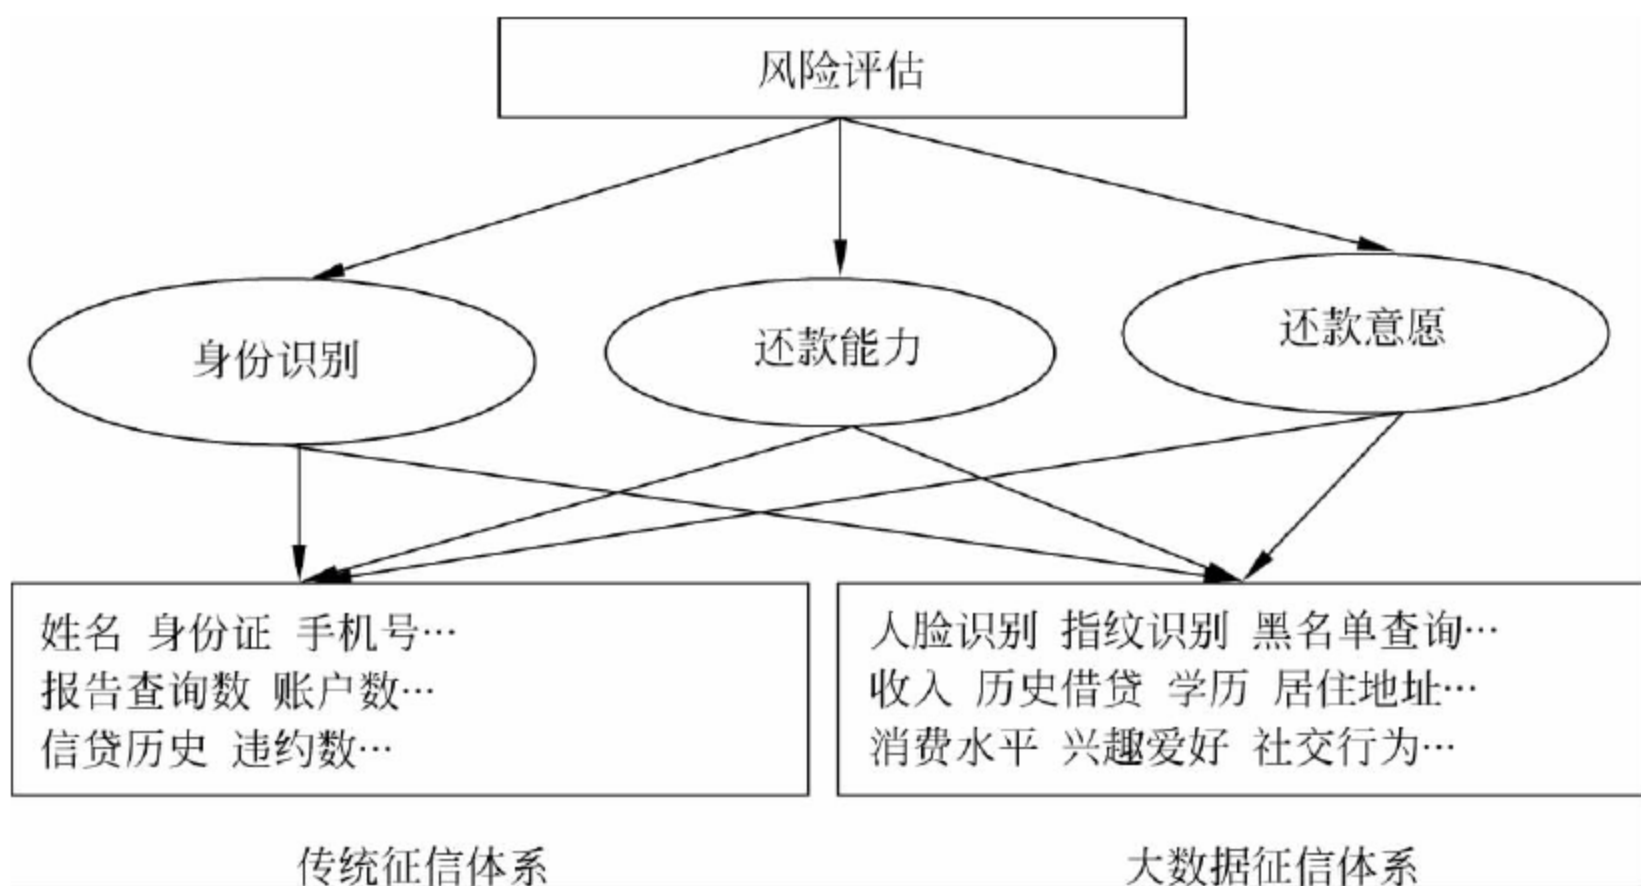 风险评估
身份识别
还款能力
还款意愿
姓名 身份证 手机号…
报告查询数 账户数…
信贷历史 违约数…
人脸识别 指纹识别 黑名单查询…
收入 历史借贷 学历 居住地址…
消费水平 兴趣爱好 社交行为…
传统征信体系
大数据征信体系